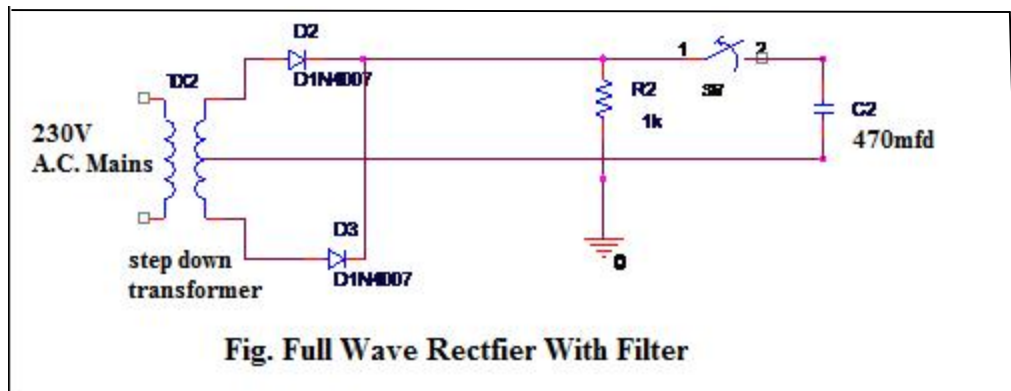 D2
D1N4007
TX2
1
2
R2
1k
C2
470mfd
230V
A.C. Mains
D3
D1N4007
step down
transformer
0
Fig. Full Wave Rectfier With Filter